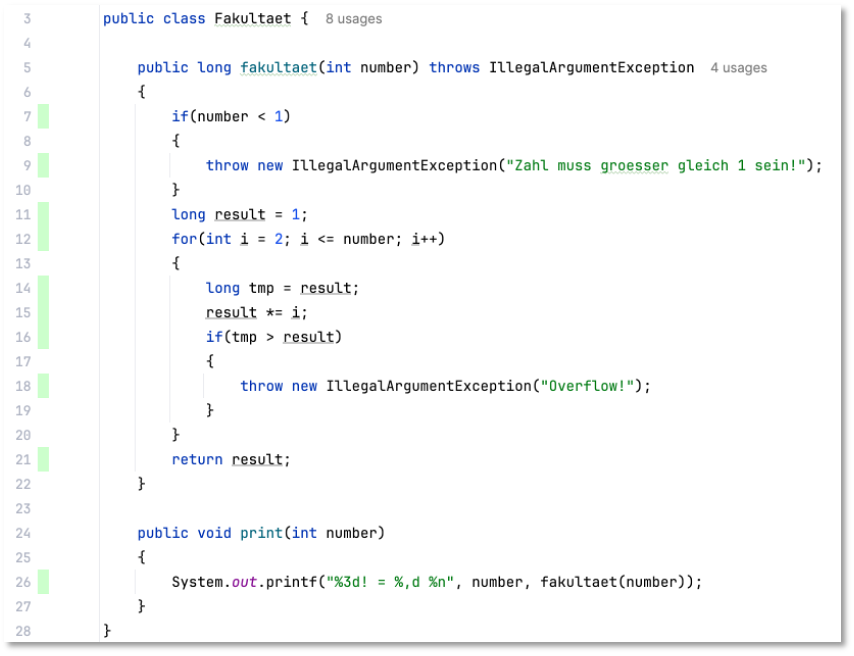 3 public class Fakultaet { 8 usages
4
5 public long fakultaet(int number) throws IllegalArgumentException 4 usages
6 {
7 if(number < 1)
8 {
9 throw new IllegalArgumentException("Zahl muss groesser gleich 1 sein!");
10 }
11 long result = 1;
12 for(int i = 2; i <= number; i++)
13 {
14 long tmp = result;
15 result *= i;
16 if(tmp > result)
17 {
18 throw new IllegalArgumentException("Overflow!");
19 }
20 }
21 return result;
22 }
23
24 public void print(int number)
25 {
26 System.out.printf("%3d! = %,d %n", number, fakultaet(number));
27 }
28 }